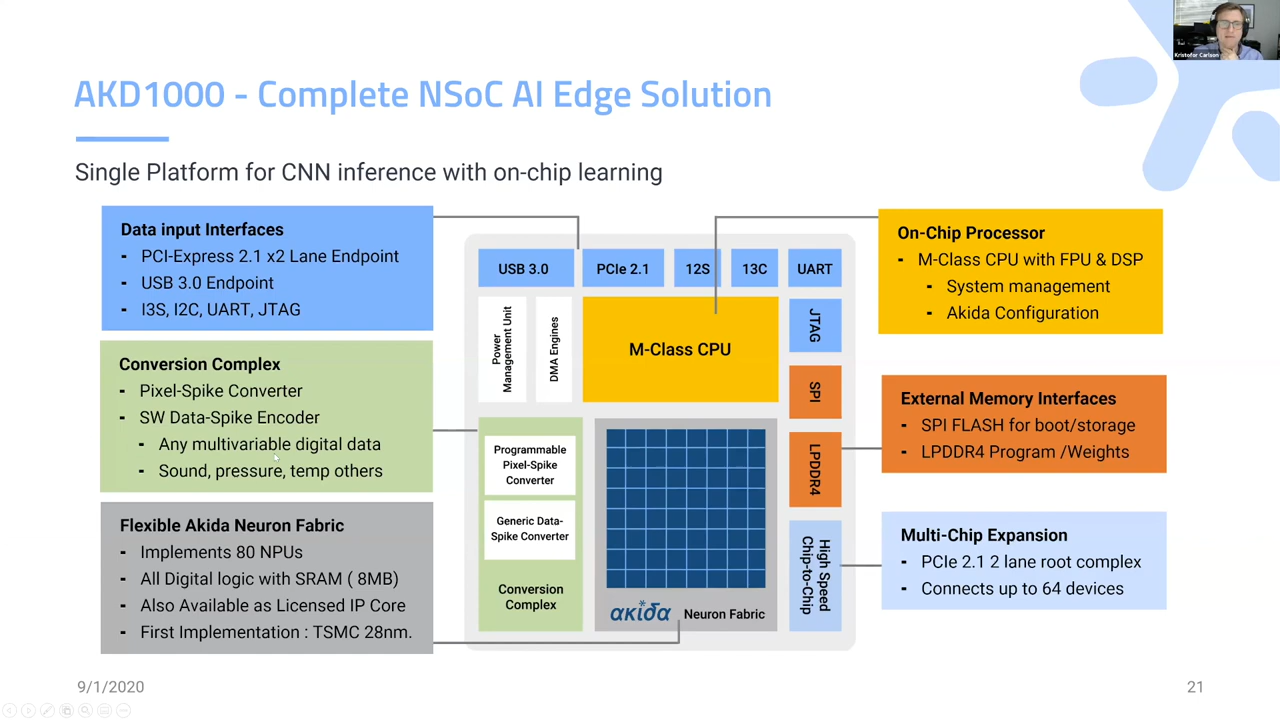 Kristofor Carlson
AKD1000 - Complete NSoC AI Edge Solution
Single Platform for CNN inference with on-chip learning
Data input Interfaces
- PCI-Express 2.1 x2 Lane Endpoint
- USB 3.0 Endpoint
- I3S, I2C, UART, JTAG
Conversion Complex
- Pixel-Spike Converter
- SW Data-Spike Encoder
- Any multivariable digital data
- Sound, pressure, temp others
Flexible Akida Neuron Fabric
- Implements 80 NPUs
- All Digital logic with SRAM ( 8MB)
- Also Available as Licensed IP Core
- First Implementation : TSMC 28nm.
USB 3.0
PCIe 2.1
12S
13C
UART
Power
Management Unit
DMA Engines
M-Class CPU
JTAG
SPI
LPDDR4
High Speed
Chip-to-Chip
Programmable
Pixel-Spike
Converter
Generic Data-
Spike Converter
Conversion
Complex
akida Neuron Fabric
On-Chip Processor
- M-Class CPU with FPU & DSP
- System management
- Akida Configuration
External Memory Interfaces
- SPI FLASH for boot/storage
- LPDDR4 Program /Weights
Multi-Chip Expansion
- PCIe 2.1 2 lane root complex
- Connects up to 64 devices
9/1/2020
21